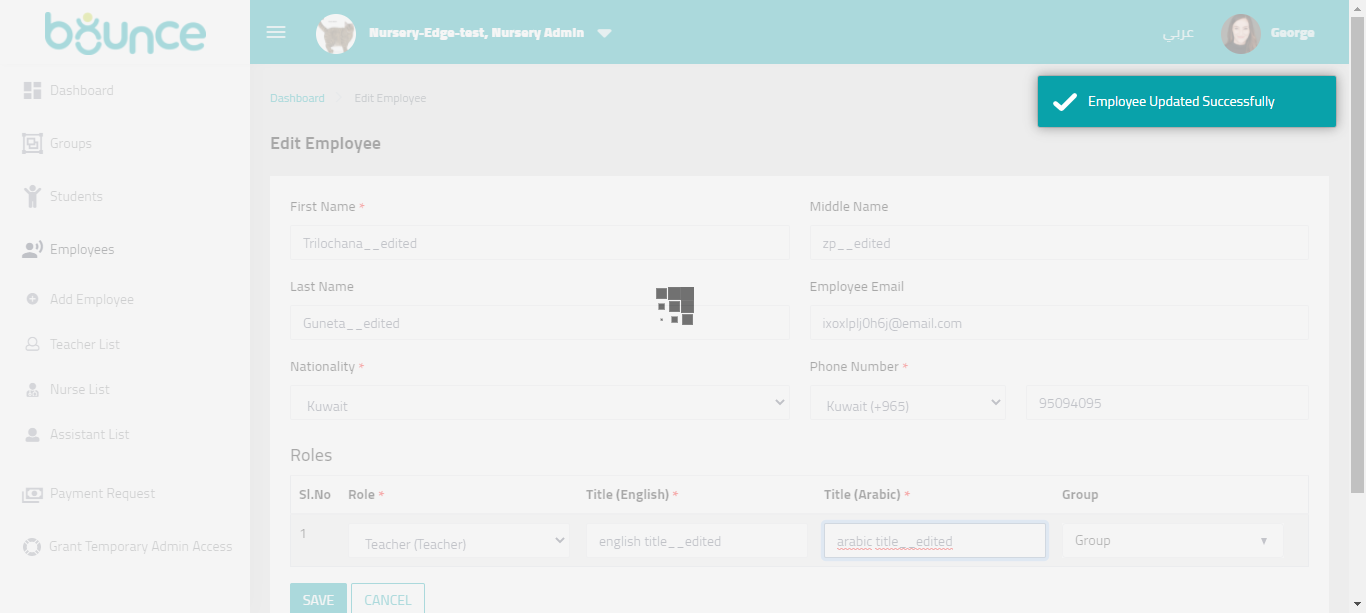 bounce
Nursery-Edge-test, Nursery Admin
عربي
George
Dashboard
Groups
Students
Employees
Add Employee
Teacher List
Nurse List
Assistant List
Payment Request
Grant Temporary Admin Access
Dashboard
Edit Employee
Employee Updated Successfully
Edit Employee
First Name *
Middle Name
Trilochana__edited
zp__edited
Last Name
Employee Email
Guneta__edited
ixoxlplj0h6j@email.com
Nationality *
Phone Number *
Kuwait
Kuwait (+965)
95094095
Roles
Sl.No Role * Title (English) * Title (Arabic) * Group
1 Teacher (Teacher) english title__edited arabic title__edited Group
SAVE CANCEL